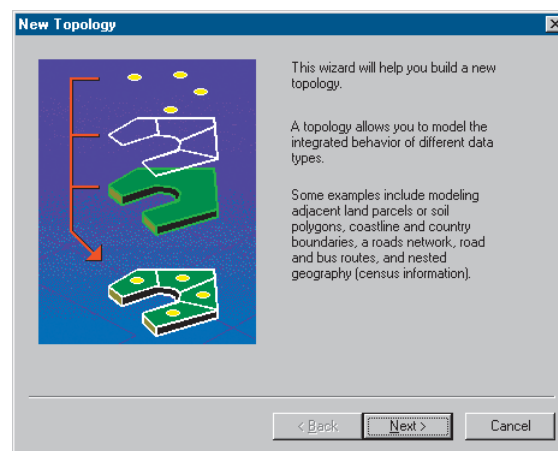 New Topology
This wizard will help you build a new
topology.
A topology allows you to model the
integrated behavior of different data
types.
Some examples include modeling
adjacent land parcels or soil
polygons, coastline and country
boundaries, a roads network, road
and bus routes, and nested
geography (census information).
< Back
Next >
Cancel